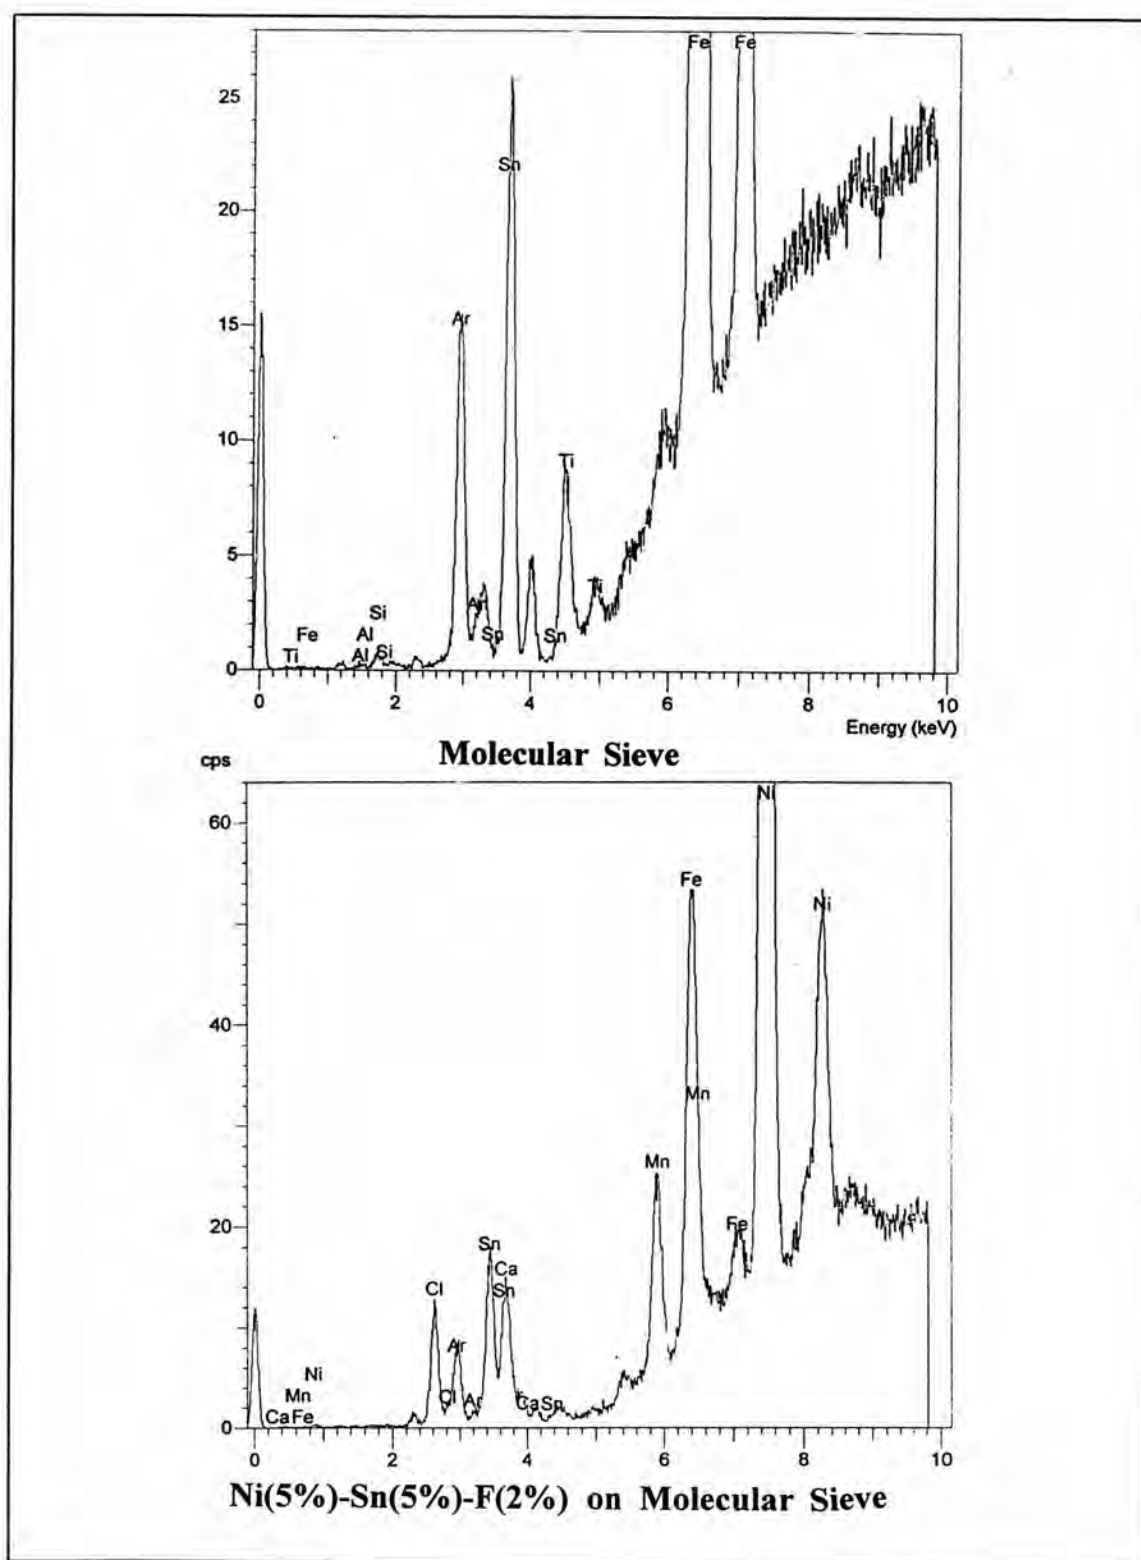 Fe Fe
25
Sn
20
15
Ar
10
Ti
5
Ar
Ti
Si
Fe Al Sn Sn
Ti Al Si
0
0 2 4 6 8 10
Energy (keV)
Molecular Sieve
cps
Ni
60
Fe
Ni
40
Mn
Mn
20
Fe
Sn
Ca
Cl Sn
Ar
Ni
Mn Cl Ar Ca Sn
Ca Fe
0
0 2 4 6 8 10
Ni(5%)-Sn(5%)-F(2%) on Molecular Sieve